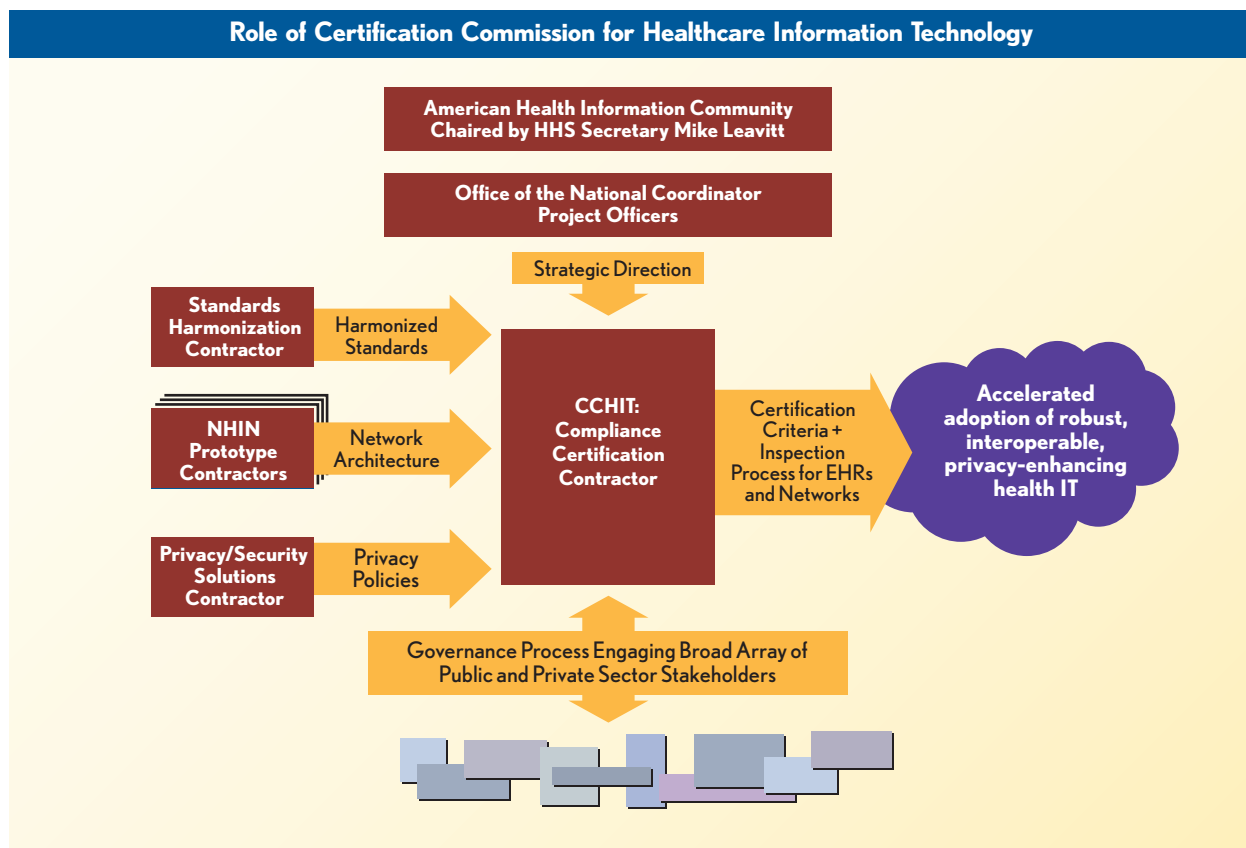 Role of Certification Commission for Healthcare Information Technology
American Health Information Community
Chaired by HHS Secretary Mike Leavitt
Office of the National Coordinator
Project Officers
Strategic Direction
Standards
Harmonization
Contractor
Harmonized
Standards
NHIN
Prototype
Contractors
Network
Architecture
Privacy/Security
Solutions
Contractor
Privacy
Policies
CCHIT:
Compliance
Certification
Contractor
Certification
Criteria +
Inspection
Process for EHRs
and Networks
Accelerated
adoption of robust,
interoperable,
privacy-enhancing
health IT
Governance Process Engaging Broad Array of
Public and Private Sector Stakeholders